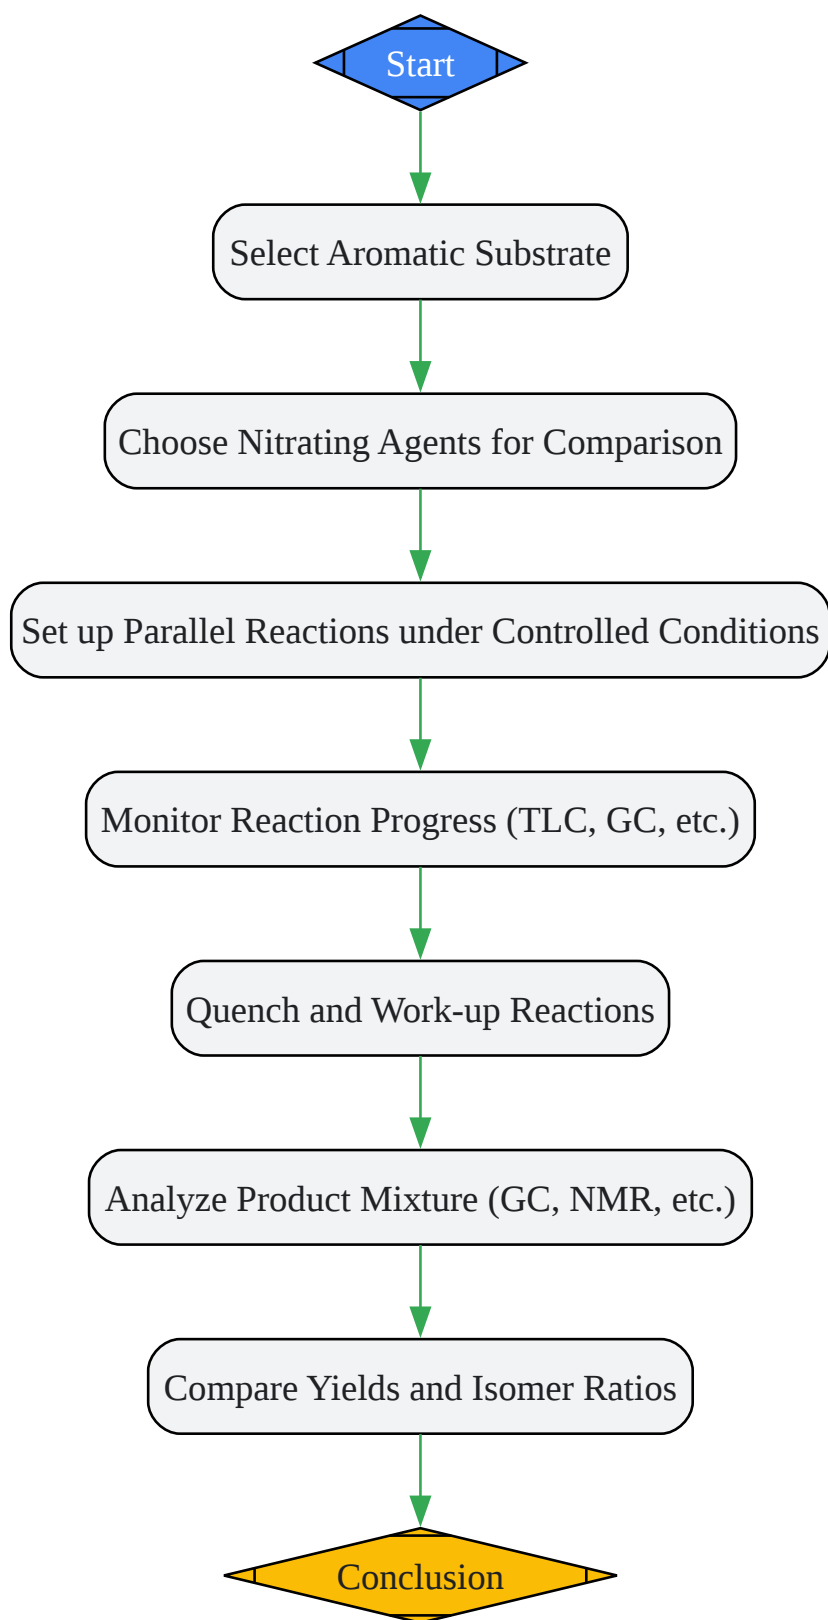 Start
Select Aromatic Substrate
Choose Nitrating Agents for Comparison
Set up Parallel Reactions under Controlled Conditions
Monitor Reaction Progress (TLC, GC, etc.)
Quench and Work-up Reactions
Analyze Product Mixture (GC, NMR, etc.)
Compare Yields and Isomer Ratios
Conclusion